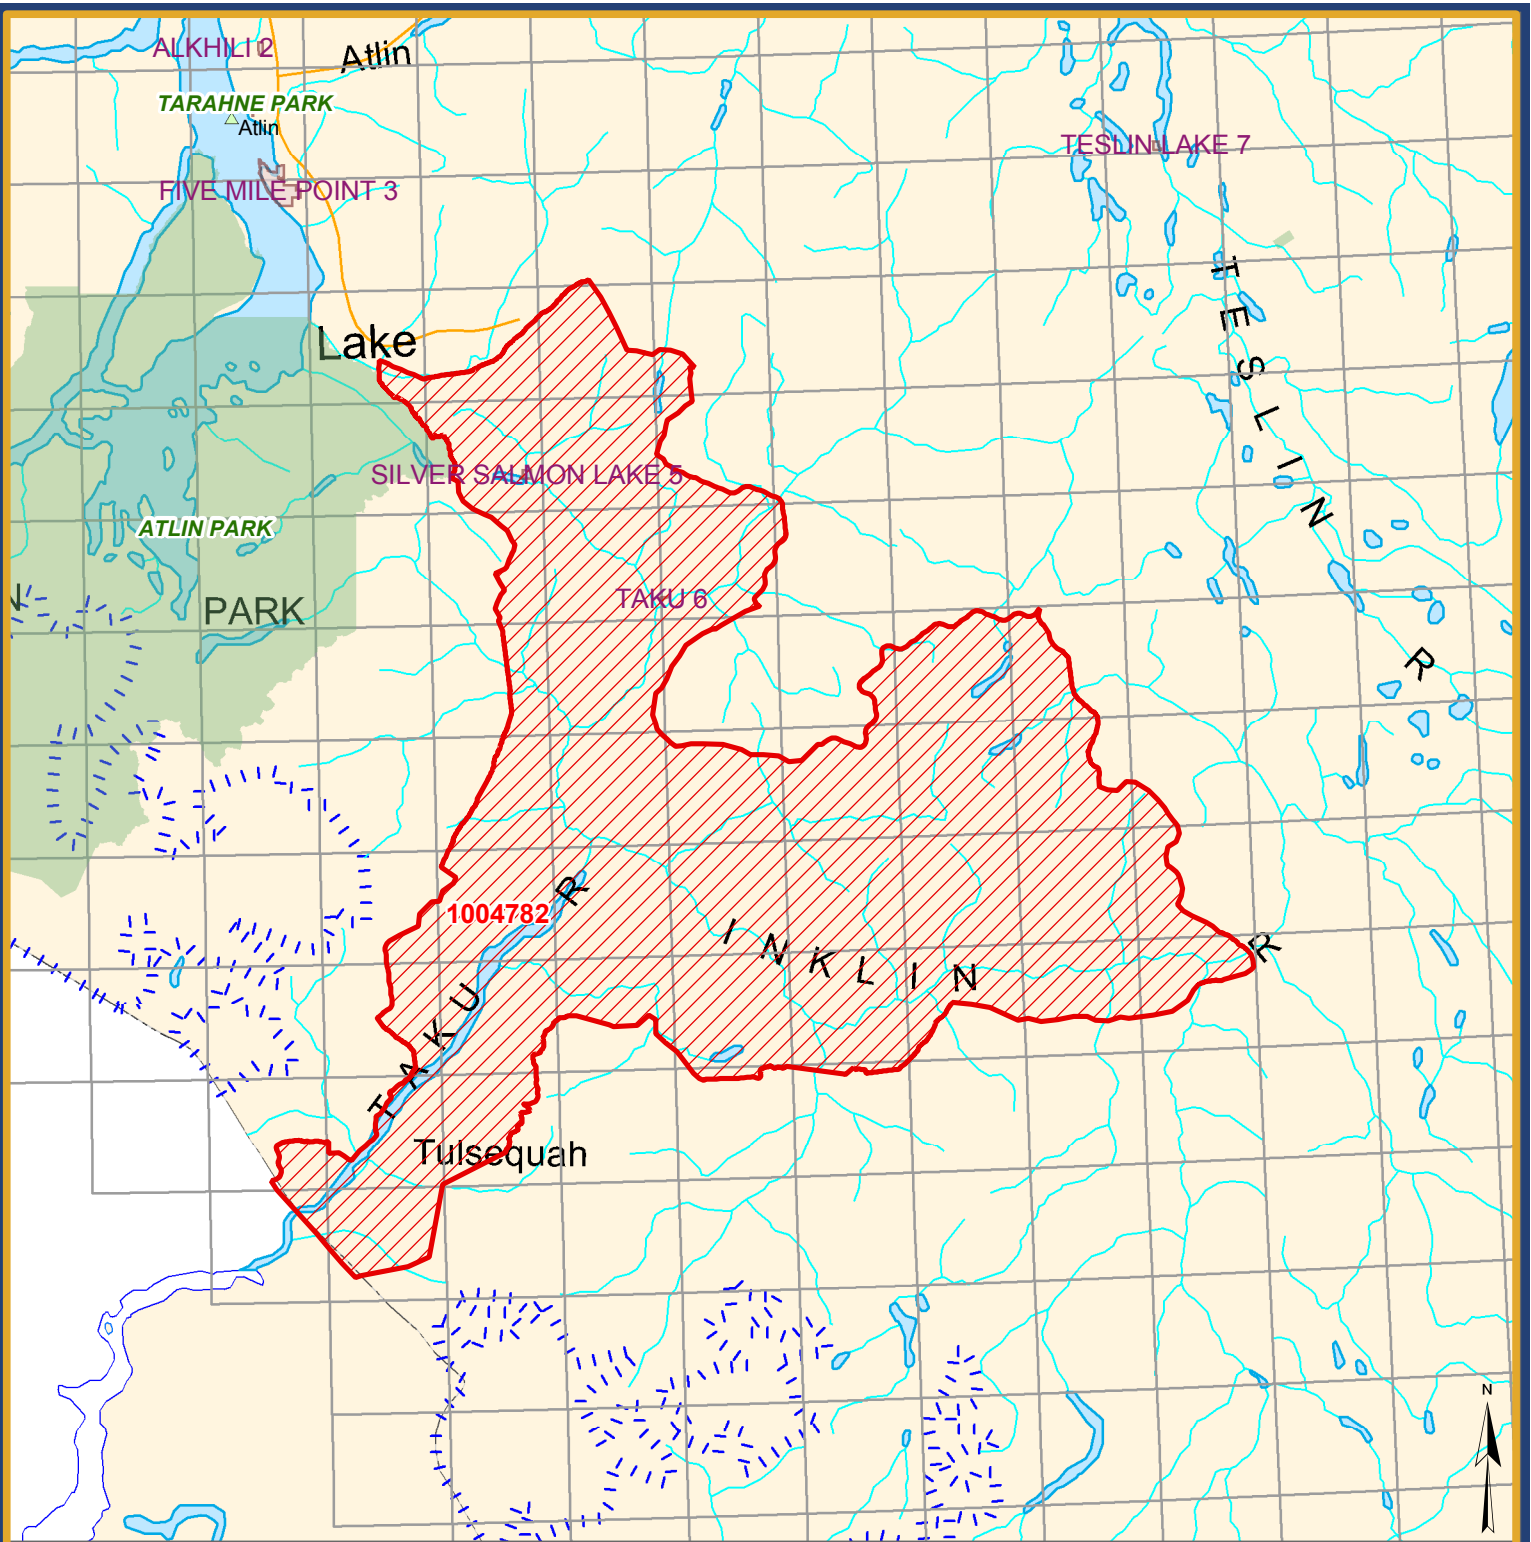 ALKHILI 2
Atlin
TARAHNE PARK
Atlin
TESLIN LAKE 7
FIVE MILE POINT 3
TESLIN R
Lake
SILVER SALMON LAKE 5
ATLIN PARK
N
PARK
TAKU 6
1004782
TAKU R
INKLIN R
Tulsequah
N